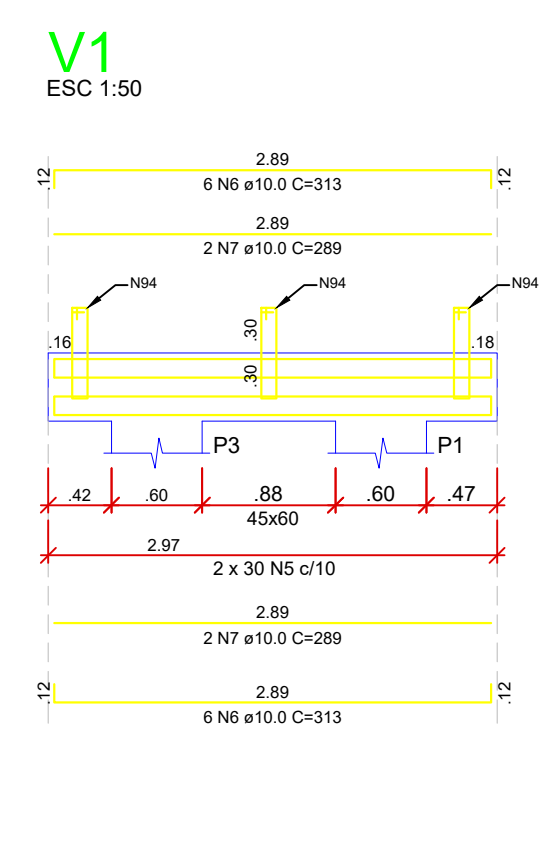 V1
ESC 1:50
2.89
.12
.12
6 N6 ø10.0 C=313
2.89
2 N7 ø10.0 C=289
N94
N94
N94
.30
.16
.18
.30
P3
P1
.42
.60
.88
.60
.47
45x60
2.97
2 x 30 N5 c/10
2.89
2 N7 ø10.0 C=289
2.89
.12
.12
6 N6 ø10.0 C=313